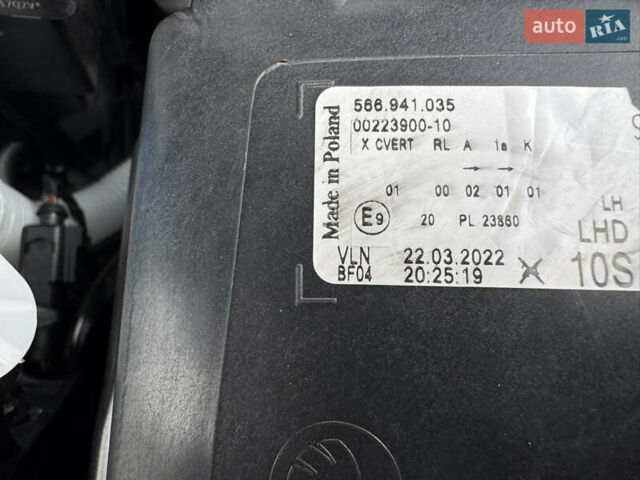 auto RIA
.com
566.941.035
00223900-10
X CVERT RL A 1a K
→ →
01 00 02 01 01
E9 20 PL 23860
LH
LHD
VLN 22.03.2022
BF04 20:25:19 X 10S
Made in Poland